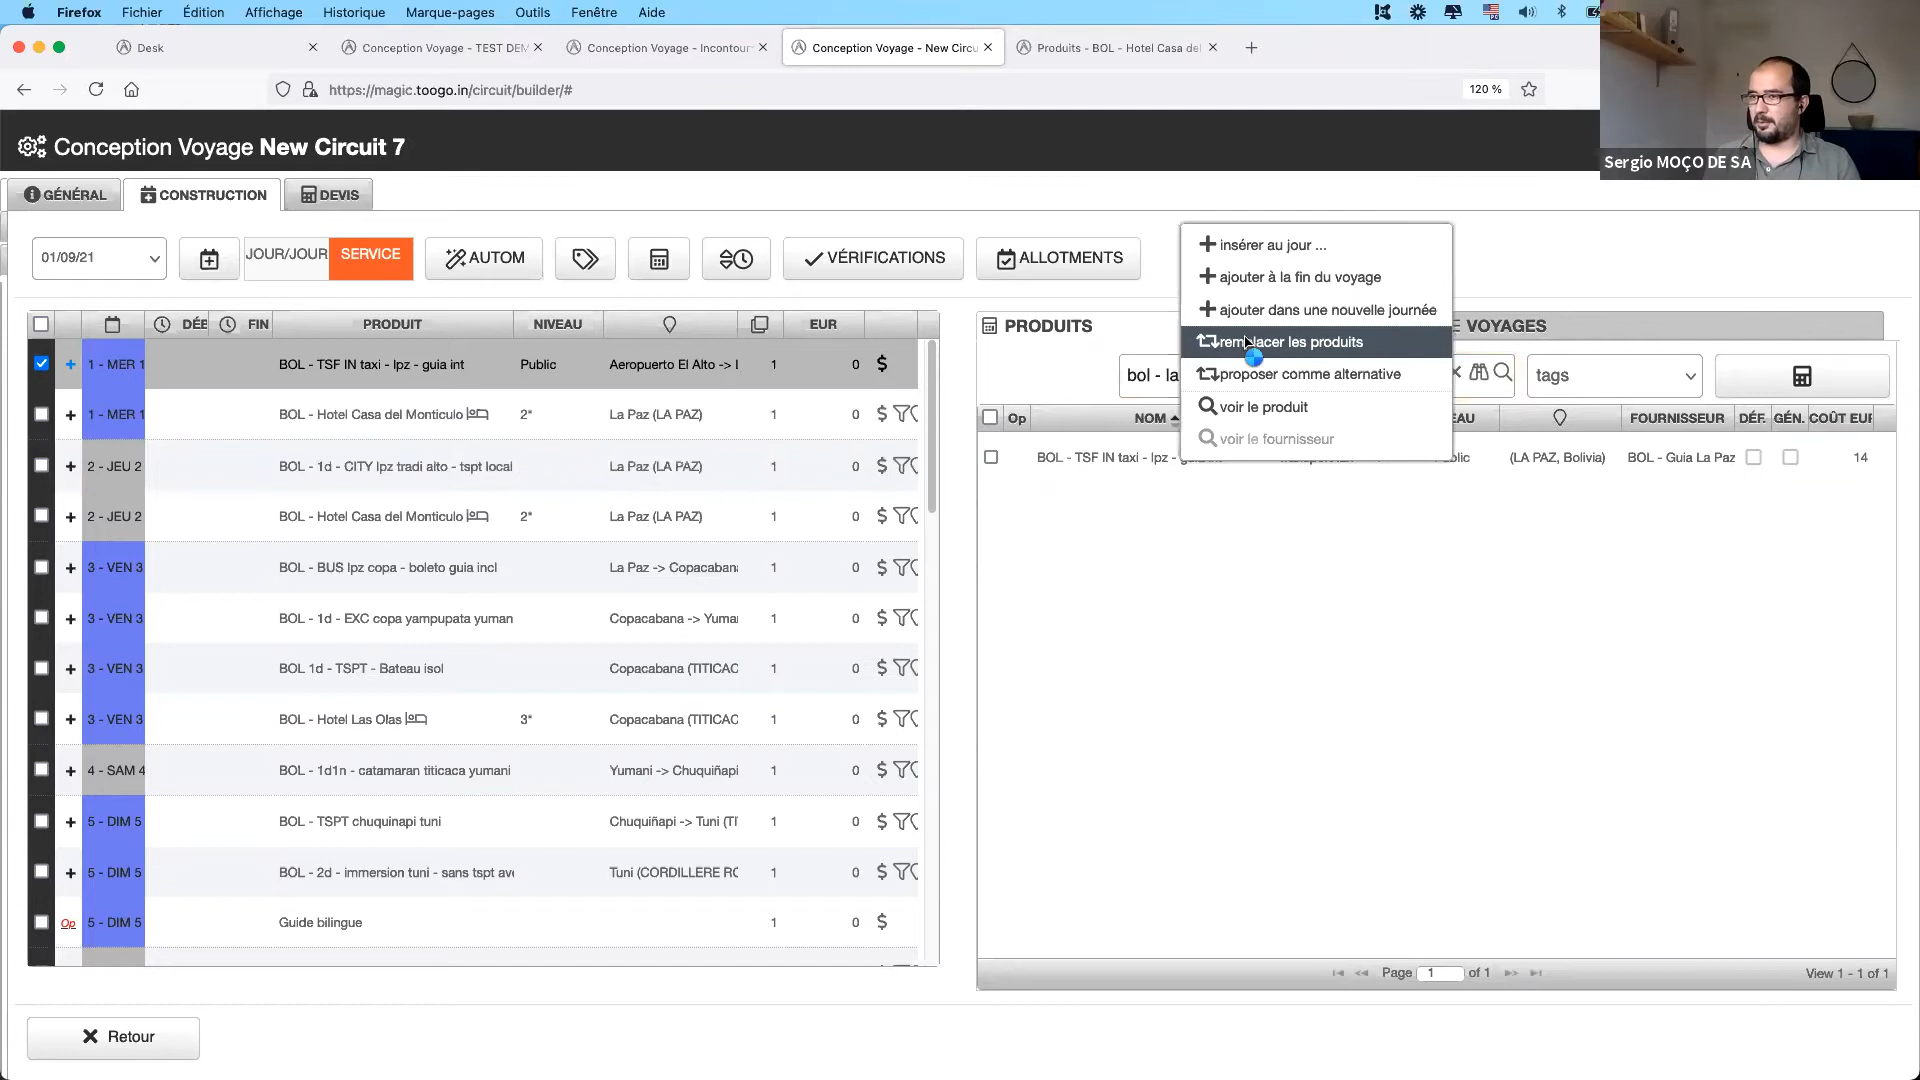 Firefox Fichier Édition Affichage Historique Marque-pages Outils Fenêtre Aide
Desk
Conception Voyage - TEST DEM
Conception Voyage - Incontour
Conception Voyage - New Circu
Produits - BOL - Hotel Casa del
https://magic.toogo.in/circuit/builder/#
120 %
Sergio MOÇO DE SA
Conception Voyage New Circuit 7
GÉNÉRAL CONSTRUCTION DEVIS
01/09/21 JOUR/JOUR SERVICE AUTOM VÉRIFICATIONS ALLOTMENTS
insérer au jour ...
ajouter à la fin du voyage
ajouter dans une nouvelle journée
remplacer les produits
proposer comme alternative
voir le produit
voir le fournisseur
DÉB FIN PRODUIT NIVEAU EUR
1 - MER 1 BOL - TSF IN taxi - lpz - guia int Public Aeropuerto El Alto -> 1 0 $
1 - MER 1 BOL - Hotel Casa del Monticulo 2* La Paz (LA PAZ) 1 0 $
2 - JEU 2 BOL - 1d - CITY lpz tradi alto - tspt local La Paz (LA PAZ) 1 0 $
2 - JEU 2 BOL - Hotel Casa del Monticulo 2* La Paz (LA PAZ) 1 0 $
3 - VEN 3 BOL - BUS lpz copa - boleto guia incl La Paz -> Copacabana 1 0 $
3 - VEN 3 BOL - 1d - EXC copa yampupata yuman Copacabana -> Yuma 1 0 $
3 - VEN 3 BOL 1d - TSPT - Bateau isol Copacabana (TITICAC 1 0 $
3 - VEN 3 BOL - Hotel Las Olas 3* Copacabana (TITICAC 1 0 $
4 - SAM 4 BOL - 1d1n - catamaran titicaca yumani Yumani -> Chuquiñapi 1 0 $
5 - DIM 5 BOL - TSPT chuquinapi tuni Chuquiñapi -> Tuni (TI 1 0 $
5 - DIM 5 BOL - 2d - immersion tuni - sans tspt ave Tuni (CORDILLERE RO 1 0 $
Op 5 - DIM 5 Guide bilingue 1 0 $
PRODUITS VOYAGES
bol - la tags
Op NOM EAU FOURNISSEUR DÉF. GÉN. COÛT EUR
BOL - TSF IN taxi - lpz - (LA PAZ, Bolivia) BOL - Guia La Paz 14
Page 1 of 1 View 1 - 1 of 1
Retour